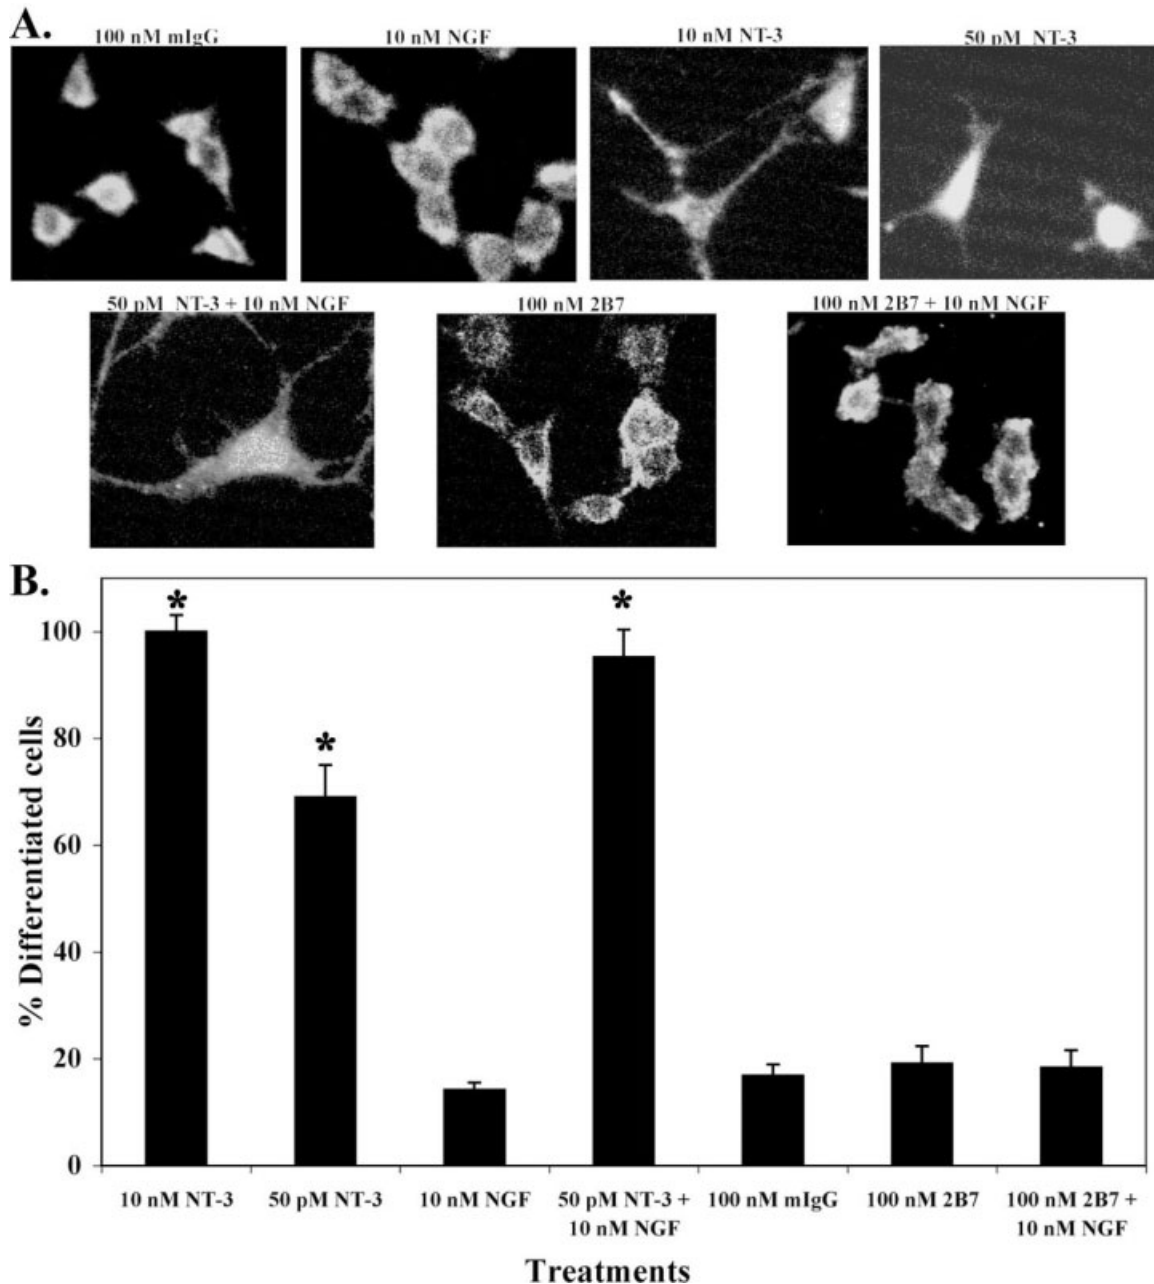 A.
100 nM mIgG
10 nM NGF
10 nM NT-3
50 pM NT-3
50 pM NT-3 + 10 nM NGF
100 nM 2B7
100 nM 2B7 + 10 nM NGF
B.
% Differentiated cells
100
80
60
40
20
0
*
*
*
10 nM NT-3
50 pM NT-3
10 nM NGF
50 pM NT-3 +
10 nM NGF
100 nM mIgG
100 nM 2B7
100 nM 2B7 +
10 nM NGF
Treatments